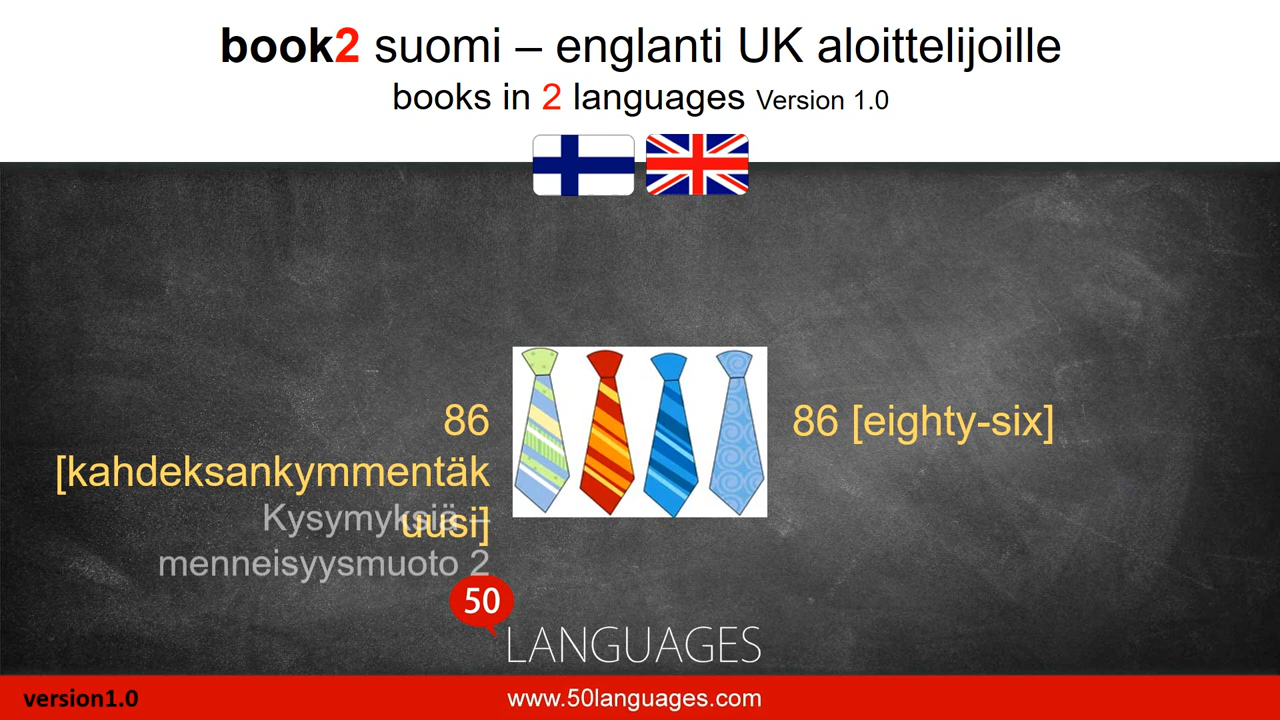 book2 suomi – englanti UK aloittelijoille
books in 2 languages Version 1.0
86
[kahdeksankymmentäk
uusi]
Kysymyksiä –
menneisyysmuoto 2
86 [eighty-six]
50
LANGUAGES
version1.0
www.50languages.com